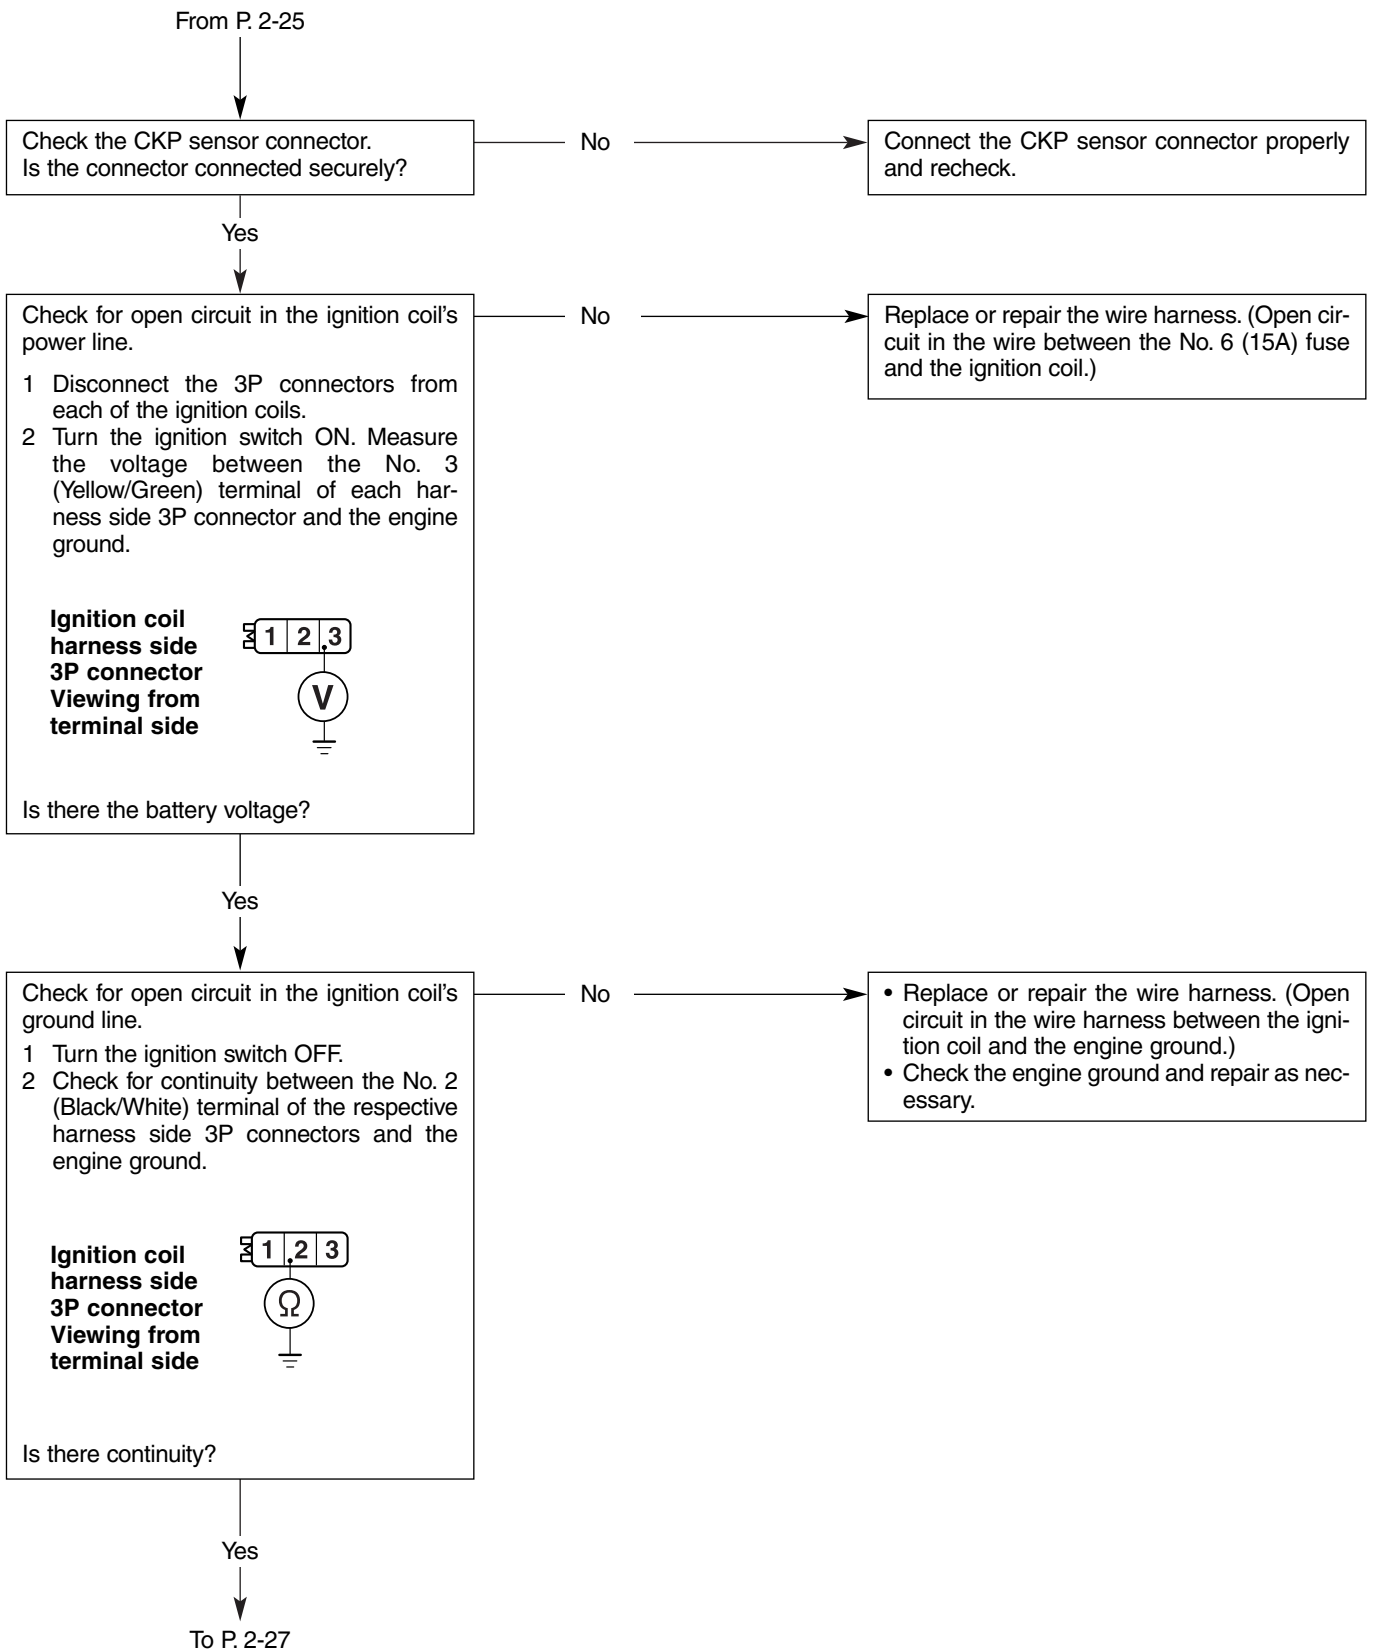 From P. 2-25
Check the CKP sensor connector.
Is the connector connected securely?
No
Connect the CKP sensor connector properly
and recheck.
Yes
Check for open circuit in the ignition coil's
power line.
1 Disconnect the 3P connectors from
each of the ignition coils.
2 Turn the ignition switch ON. Measure
the voltage between the No. 3
(Yellow/Green) terminal of each har-
ness side 3P connector and the engine
ground.
Ignition coil
harness side
3P connector
Viewing from
terminal side
1 2 3
V
Is there the battery voltage?
No
Replace or repair the wire harness. (Open cir-
cuit in the wire between the No. 6 (15A) fuse
and the ignition coil.)
Yes
Check for open circuit in the ignition coil's
ground line.
1 Turn the ignition switch OFF.
2 Check for continuity between the No. 2
(Black/White) terminal of the respective
harness side 3P connectors and the
engine ground.
Ignition coil
harness side
3P connector
Viewing from
terminal side
1 2 3
Ω
Is there continuity?
No
• Replace or repair the wire harness. (Open
circuit in the wire harness between the igni-
tion coil and the engine ground.)
• Check the engine ground and repair as nec-
essary.
Yes
To P. 2-27